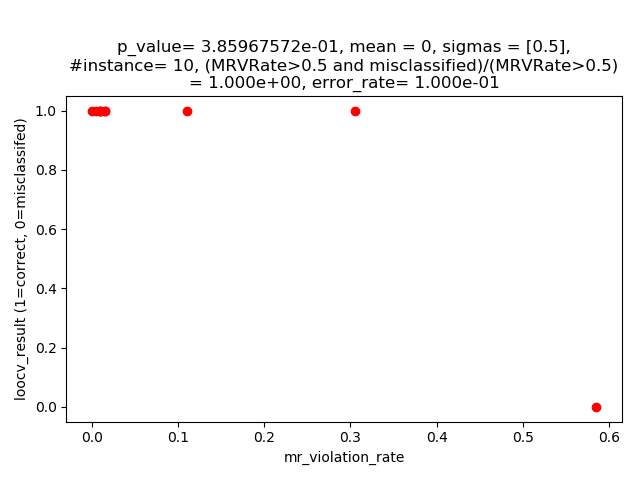 p_value= 3.85967572e-01, mean = 0, sigmas = [0.5],
#instance= 10, (MRVRate>0.5 and misclassified)/(MRVRate>0.5)
= 1.000e+00, error_rate= 1.000e-01
loocv_result (1=correct, 0=misclassifed)
1.0
0.8
0.6
0.4
0.2
0.0
0.0 0.1 0.2 0.3 0.4 0.5 0.6
mr_violation_rate